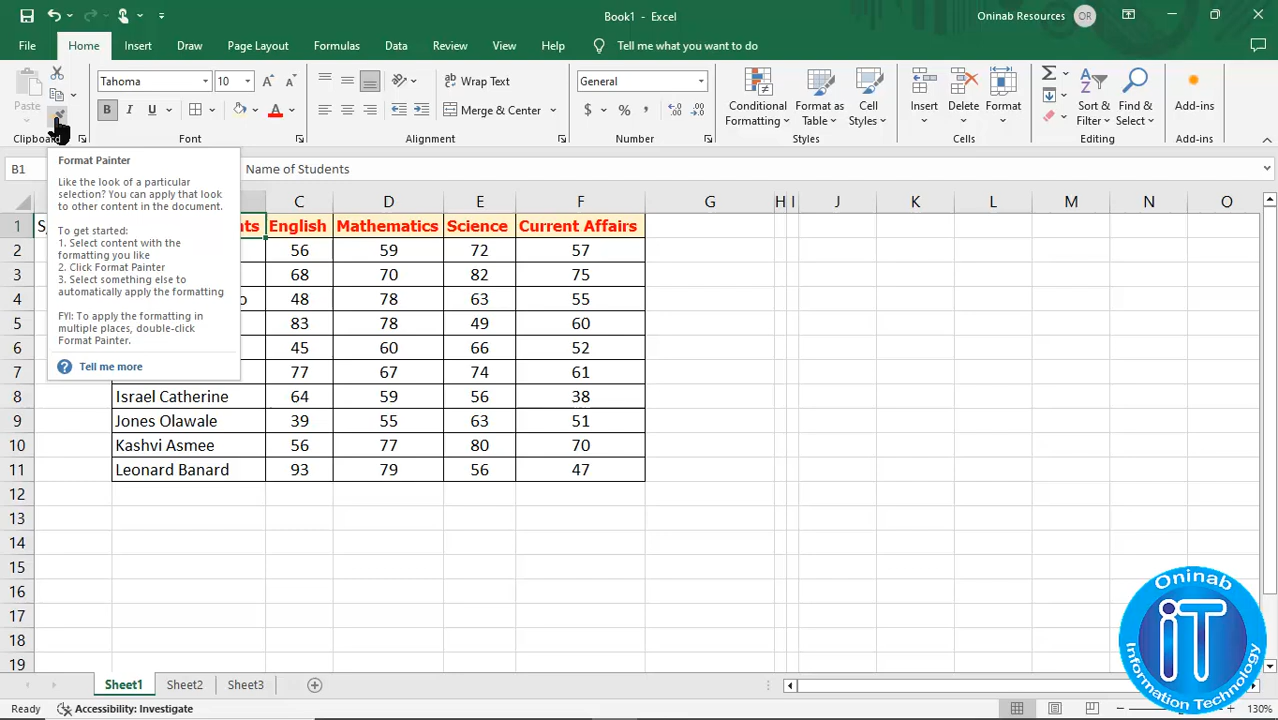 Book1 - Excel
Oninab Resources OR
File Home Insert Draw Page Layout Formulas Data Review View Help Tell me what you want to do
Paste
Tahoma 10
B I U A
Wrap Text
Merge & Center
General
$ % ,
Conditional Formatting
Format as Table
Cell Styles
Insert Delete Format
Sort & Filter
Find & Select
Add-ins
Clipboard Font Alignment Number Styles Cells Editing Add-ins
B1 Name of Students
Format Painter
Like the look of a particular
selection? You can apply that look
to other content in the document.
To get started:
1. Select content with the
formatting you like
2. Click Format Painter
3. Select something else to
automatically apply the formatting
FYI: To apply the formatting in
multiple places, double-click
Format Painter.
Tell me more
C D E F G H I J K L M N O
1 English Mathematics Science Current Affairs
2 56 59 72 57
3 68 70 82 75
4 48 78 63 55
5 83 78 49 60
6 45 60 66 52
7 77 67 74 61
8 Israel Catherine 64 59 56 38
9 Jones Olawale 39 55 63 51
10 Kashvi Asmee 56 77 80 70
11 Leonard Banard 93 79 56 47
12
13
14
15
16
17
18
19
Oninab
iT
Information Technology
Sheet1 Sheet2 Sheet3
Ready Accessibility: Investigate 130%